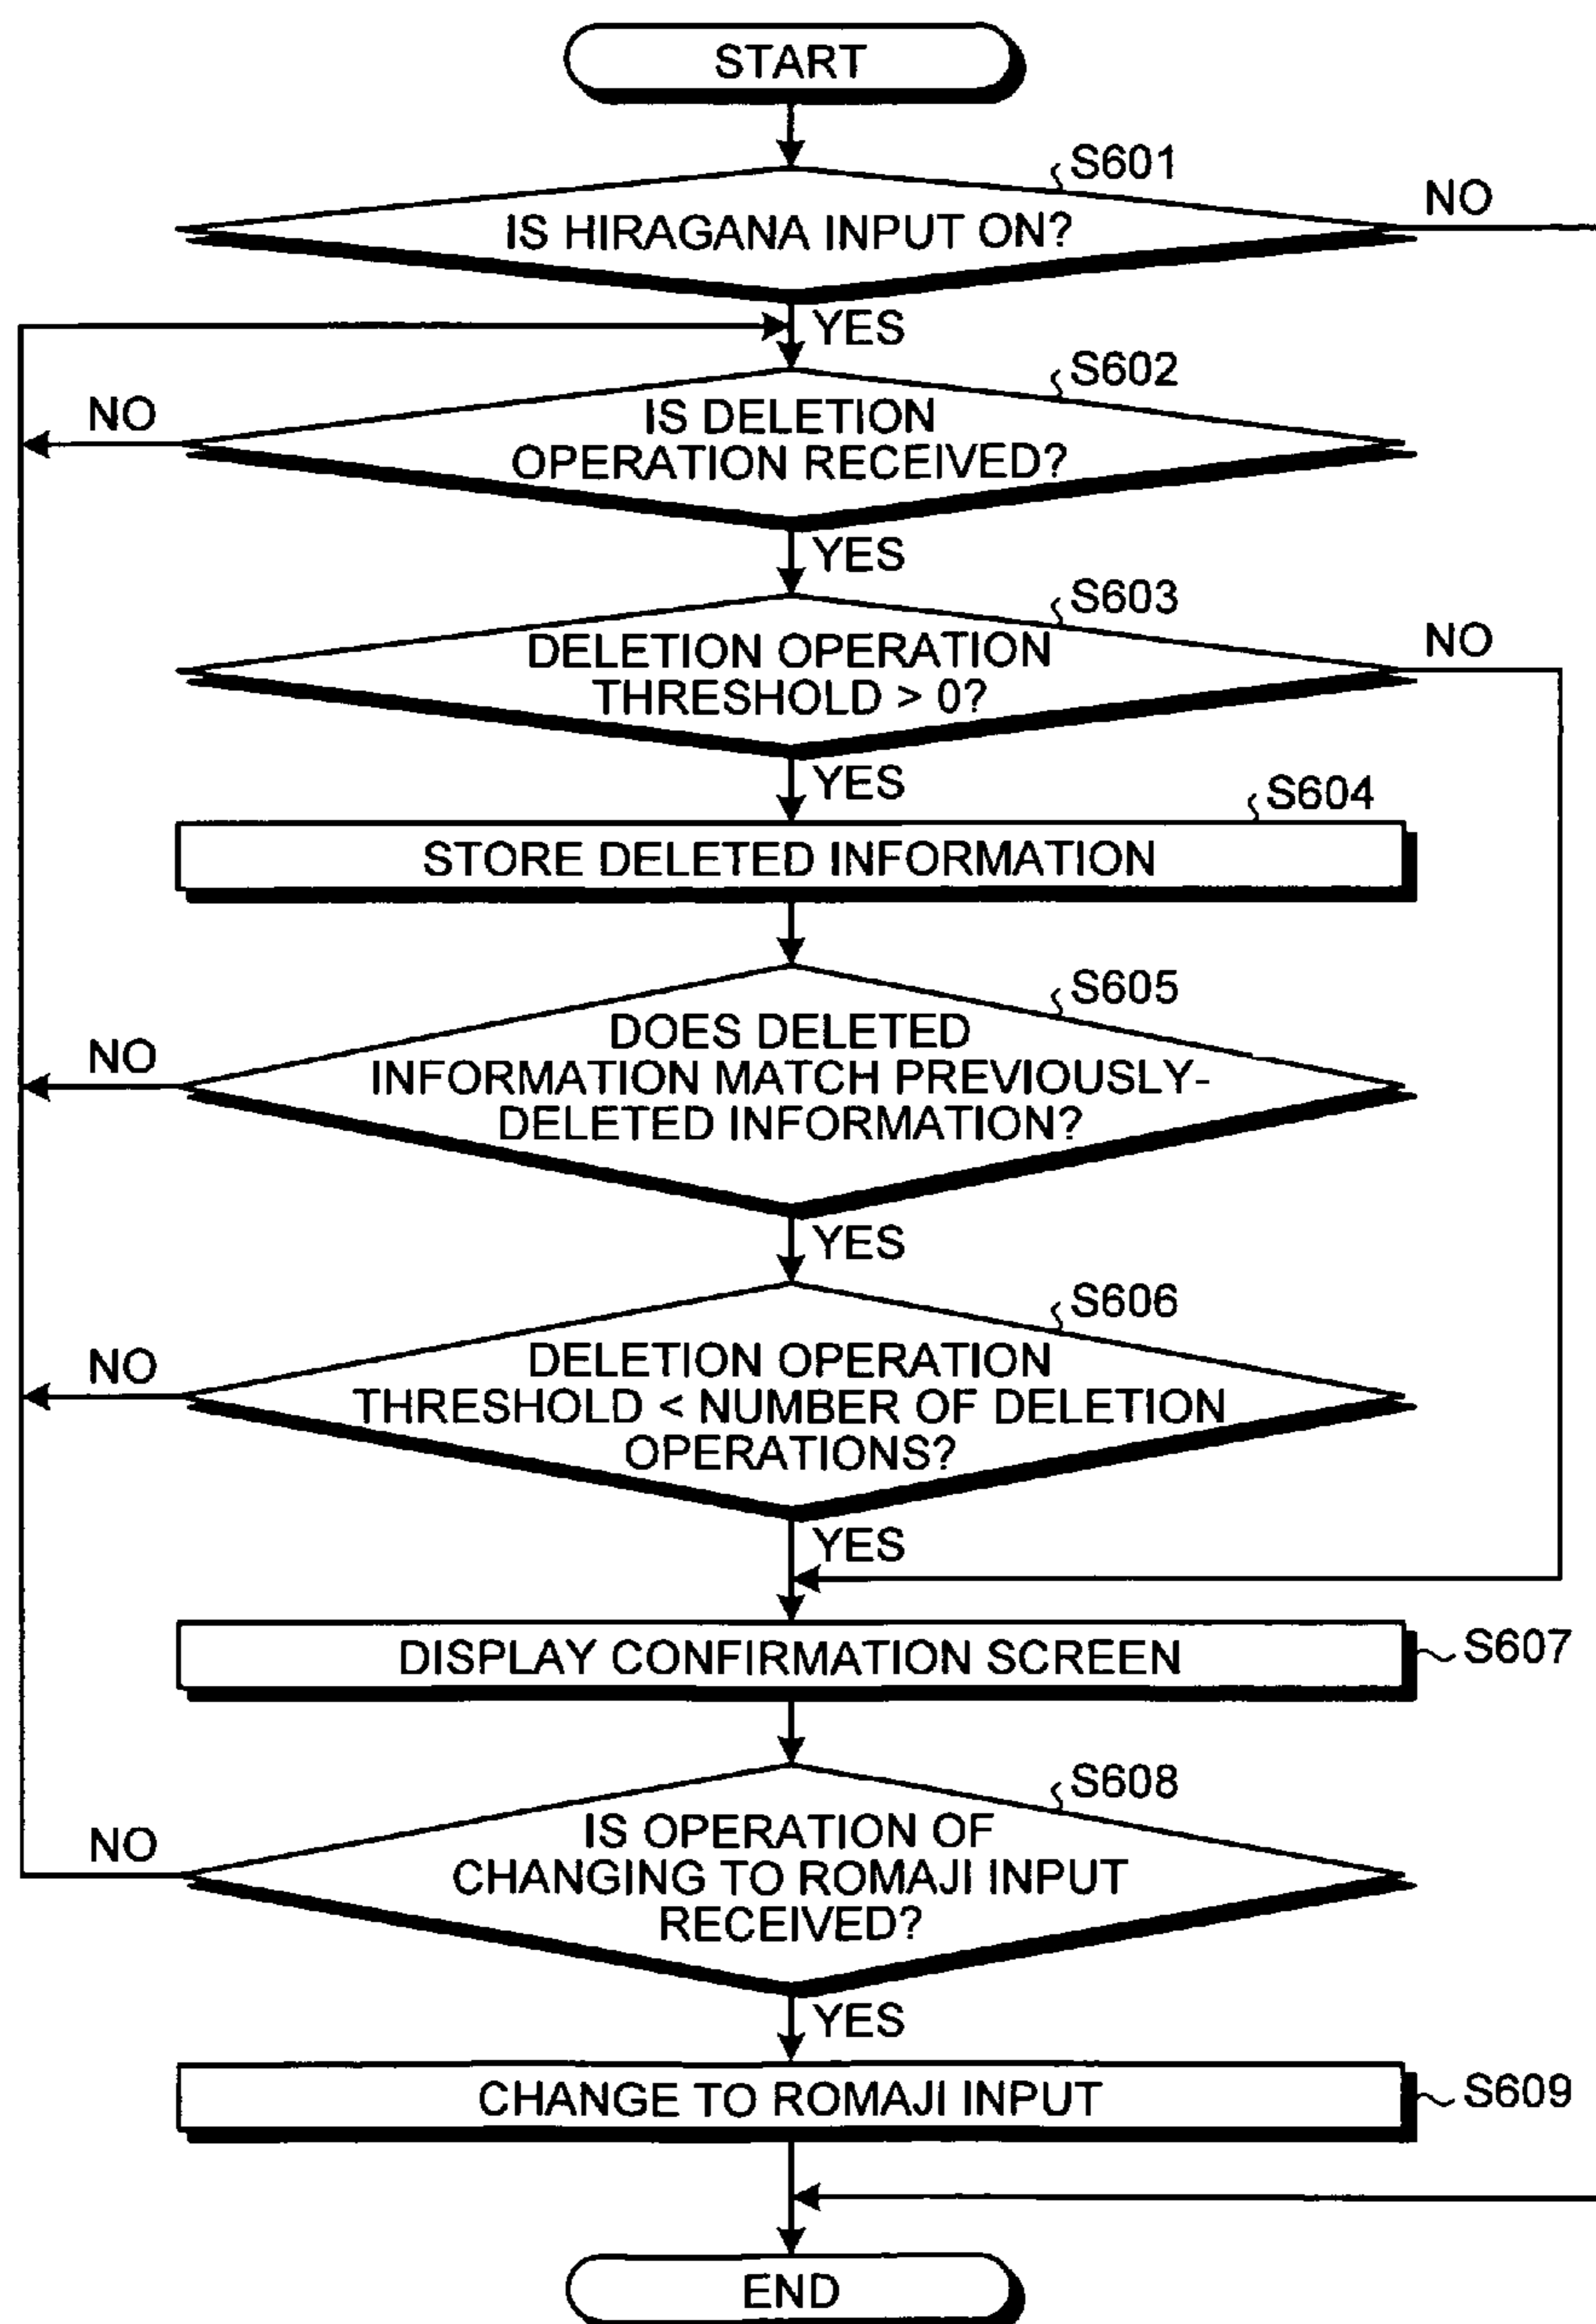 START
S601
NO
IS HIRAGANA INPUT ON?
YES
S602
NO
IS DELETION
OPERATION RECEIVED?
YES
S603
NO
DELETION OPERATION
THRESHOLD > 0?
YES
S604
STORE DELETED INFORMATION
S605
NO
DOES DELETED
INFORMATION MATCH PREVIOUSLY-
DELETED INFORMATION?
YES
S606
NO
DELETION OPERATION
THRESHOLD < NUMBER OF DELETION
OPERATIONS?
YES
DISPLAY CONFIRMATION SCREEN
S607
S608
NO
IS OPERATION OF
CHANGING TO ROMAJI INPUT
RECEIVED?
YES
CHANGE TO ROMAJI INPUT
S609
END